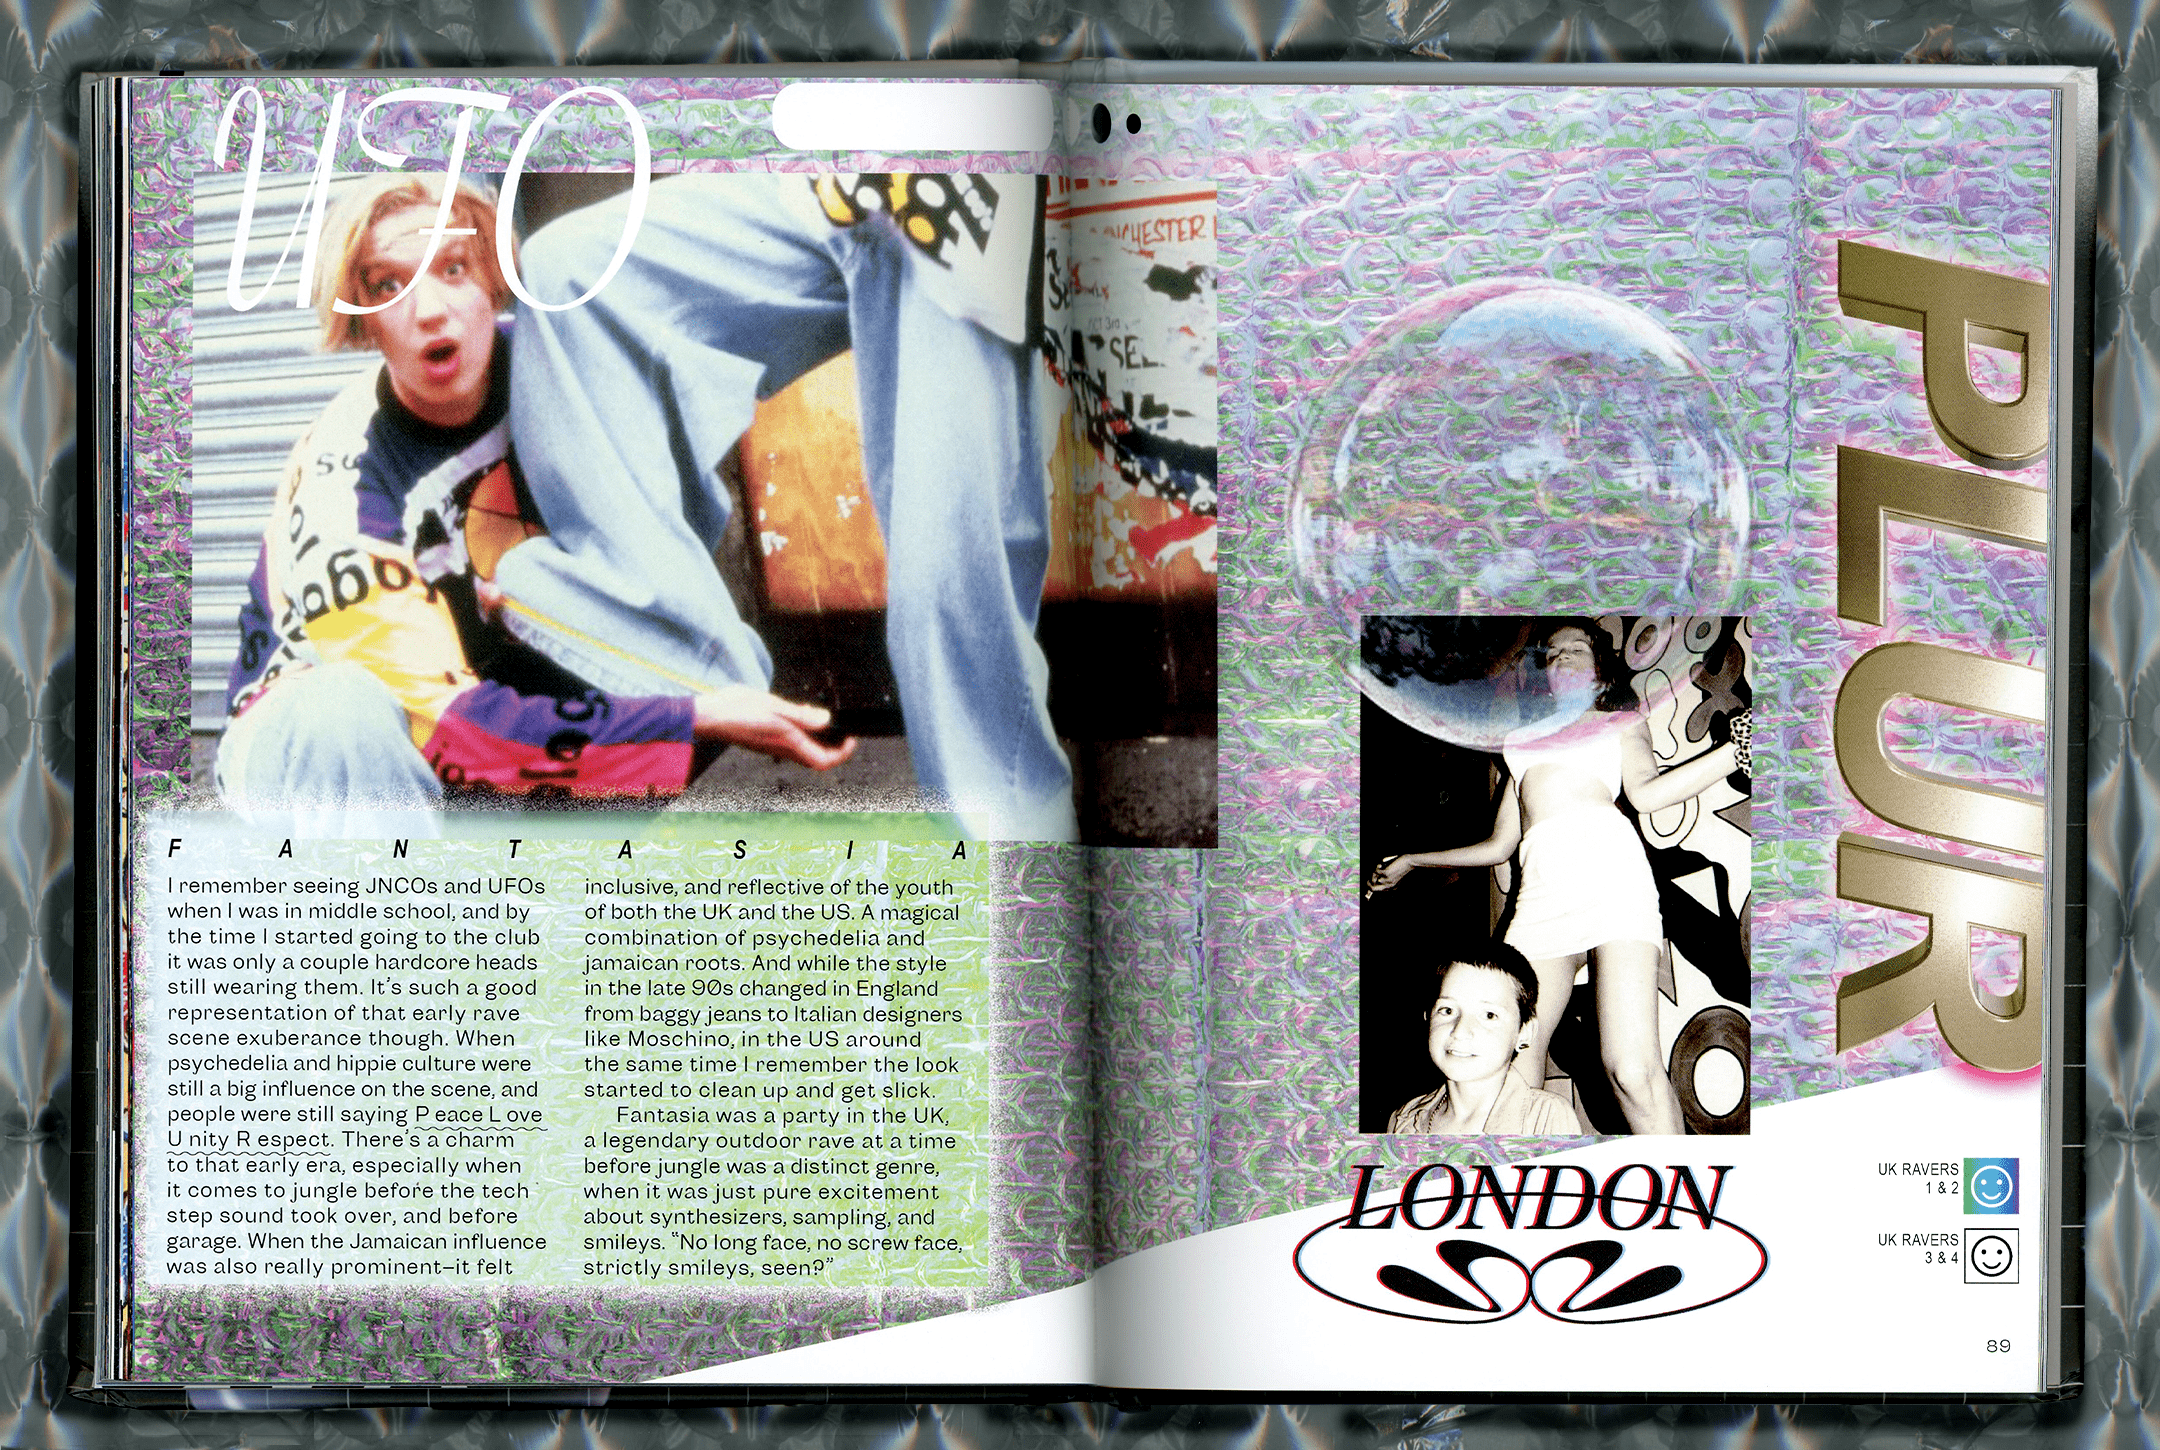 UFO
FANTASIA
I remember seeing JNCOs and UFOs
when I was in middle school, and by
the time I started going to the club
it was only a couple hardcore heads
still wearing them. It's such a good
representation of that early rave
scene exuberance though. When
psychedelia and hippie culture were
still a big influence on the scene, and
people were still saying P eace L ove
U nity R espect. There's a charm
to that early era, especially when
it comes to jungle before the tech
step sound took over, and before
garage. When the Jamaican influence
was also really prominent—it felt
inclusive, and reflective of the youth
of both the UK and the US. A magical
combination of psychedelia and
jamaican roots. And while the style
in the late 90s changed in England
from baggy jeans to Italian designers
like Moschino, in the US around
the same time I remember the look
started to clean up and get slick.
Fantasia was a party in the UK,
a legendary outdoor rave at a time
before jungle was a distinct genre,
when it was just pure excitement
about synthesizers, sampling, and
smileys. "No long face, no screw face,
strictly smileys, seen?"
PLUR
LONDON
UK RAVERS
1 & 2
UK RAVERS
3 & 4
89